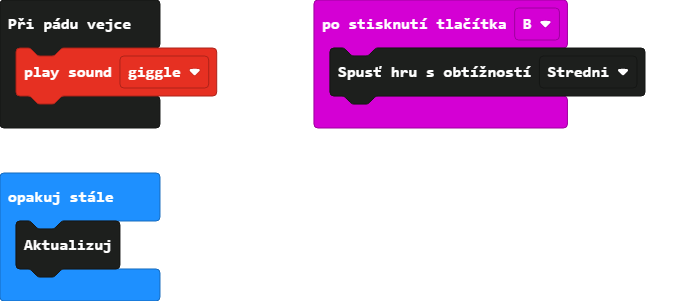 Při pádu vejce
play sound giggle
po stisknutí tlačítka B
Spusť hru s obtížností Stredni
opakuj stále
Aktualizuj